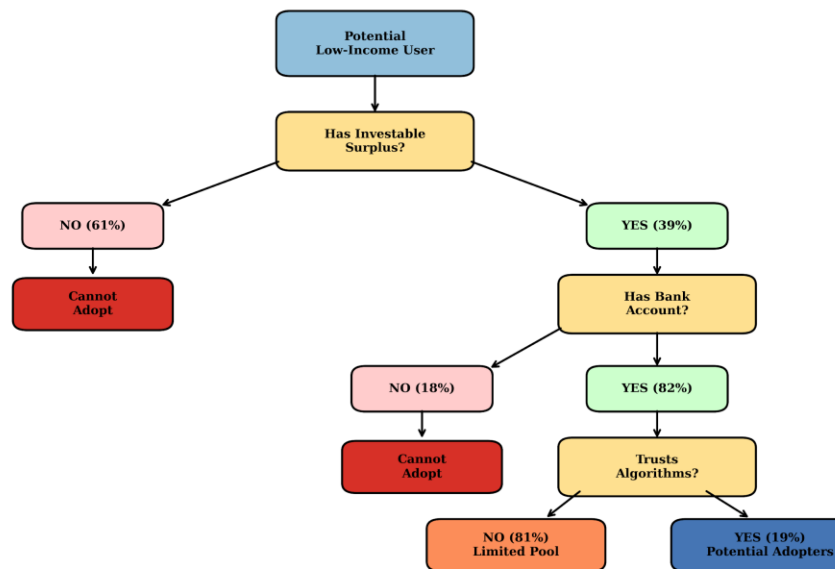 Potential
Low-Income User
Has Investable
Surplus?
NO (61%)
YES (39%)
Cannot
Adopt
Has Bank
Account?
NO (18%)
YES (82%)
Cannot
Adopt
Trusts
Algorithms?
NO (81%)
Limited Pool
YES (19%)
Potential Adopters